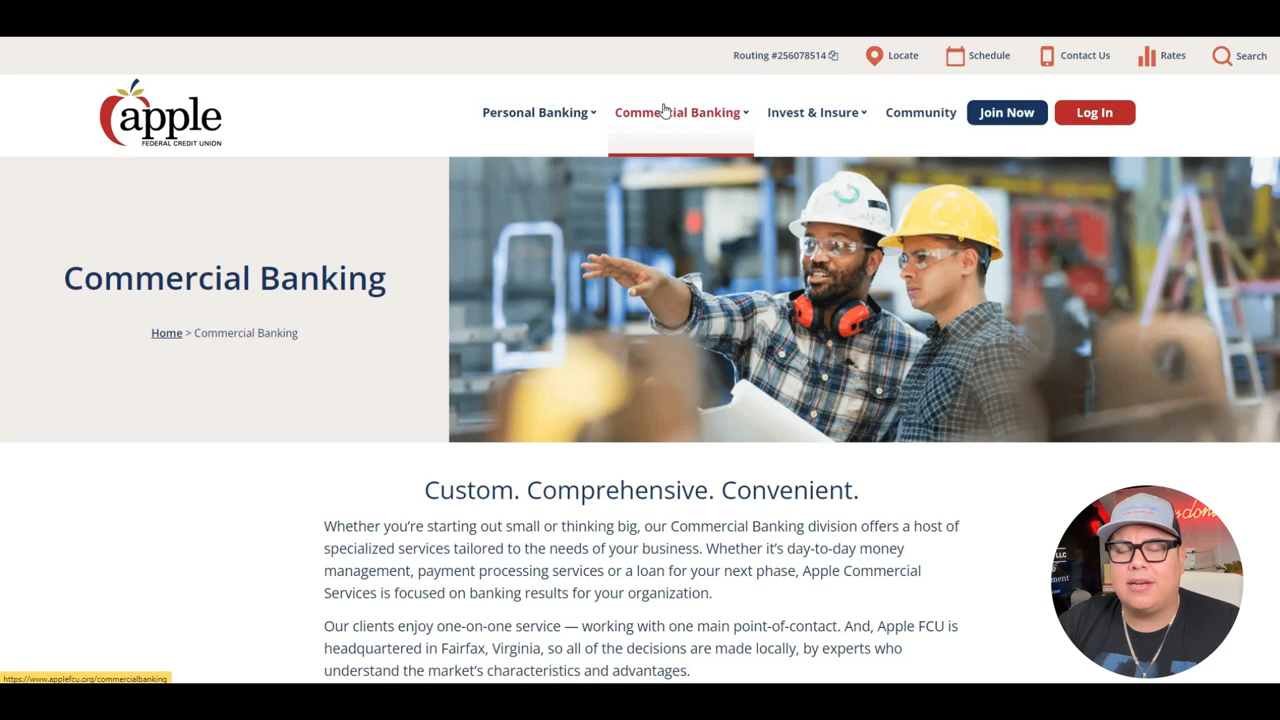 Routing #256078514
Locate
Schedule
Contact Us
Rates
Search
apple
FEDERAL CREDIT UNION
Personal Banking
Commercial Banking
Invest & Insure
Community
Join Now
Log In
Commercial Banking
Home > Commercial Banking
Custom. Comprehensive. Convenient.
Whether you're starting out small or thinking big, our Commercial Banking division offers a host of
specialized services tailored to the needs of your business. Whether it's day-to-day money
management, payment processing services or a loan for your next phase, Apple Commercial
Services is focused on banking results for your organization.
Our clients enjoy one-on-one service — working with one main point-of-contact. And, Apple FCU is
headquartered in Fairfax, Virginia, so all of the decisions are made locally, by experts who
understand the market's characteristics and advantages.
LLC
https://www.applefcu.org/commercialbanking